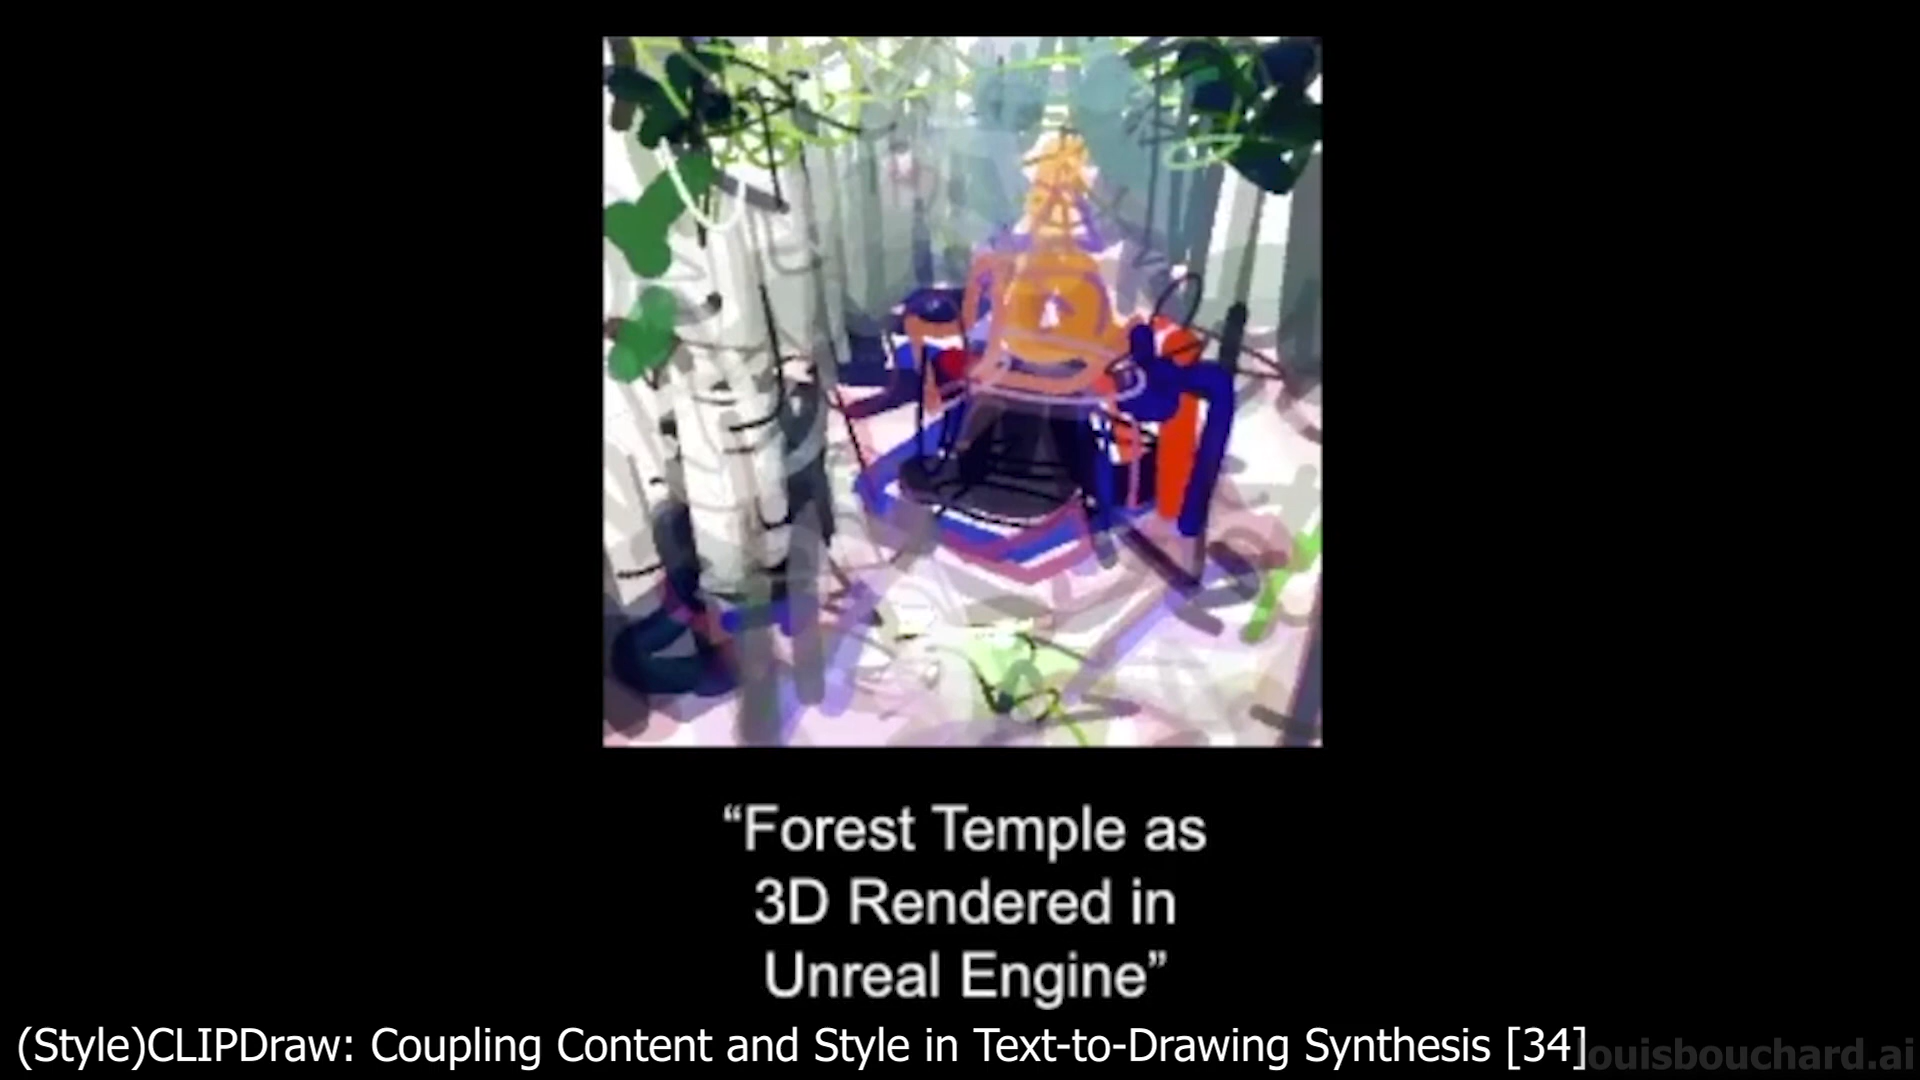 “Forest Temple as
3D Rendered in
Unreal Engine”
(Style)CLIPDraw: Coupling Content and Style in Text-to-Drawing Synthesis [34]
louisbouchard.ai